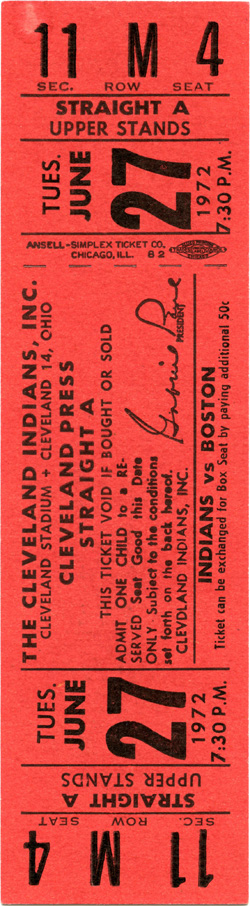 11 M 4
SEC. ROW SEAT
STRAIGHT A
UPPER STANDS
TUES.
JUNE
27
1972
7:30 P.M.
ANSELL-SIMPLEX TICKET CO.
CHICAGO, ILL. 82
THE CLEVELAND INDIANS, INC.
CLEVELAND STADIUM + CLEVELAND 14, OHIO
CLEVELAND PRESS
STRAIGHT A
THIS TICKET VOID IF BOUGHT OR SOLD
ADMIT ONE CHILD to a RE-
SERVED Seat Good this Date
ONLY. Subject to the conditions
set forth on the back hereof.
CLEVELAND INDIANS, INC.
PRESIDENT
INDIANS vs BOSTON
Ticket can be exchanged for Box Seat by paying additional 50c
TUES.
JUNE
27
1972
7:30 P.M.
STRAIGHT A
UPPER STANDS
SEC. ROW SEAT
11 M 4